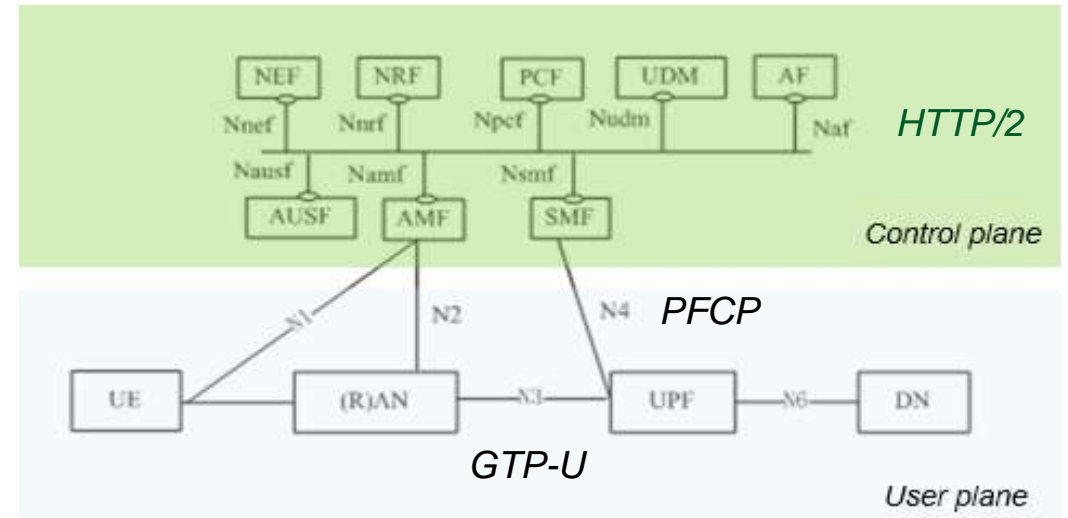 NEF
NRF
PCF
UDM
AF
Nnef
Nnrf
Npcf
Nudm
Naf
HTTP/2
Nausf
Namf
Nsmf
AUSF
AMF
SMF
Control plane
N1
N2
N4
PFCP
UE
(R)AN
N3
UPF
N6
DN
GTP-U
User plane